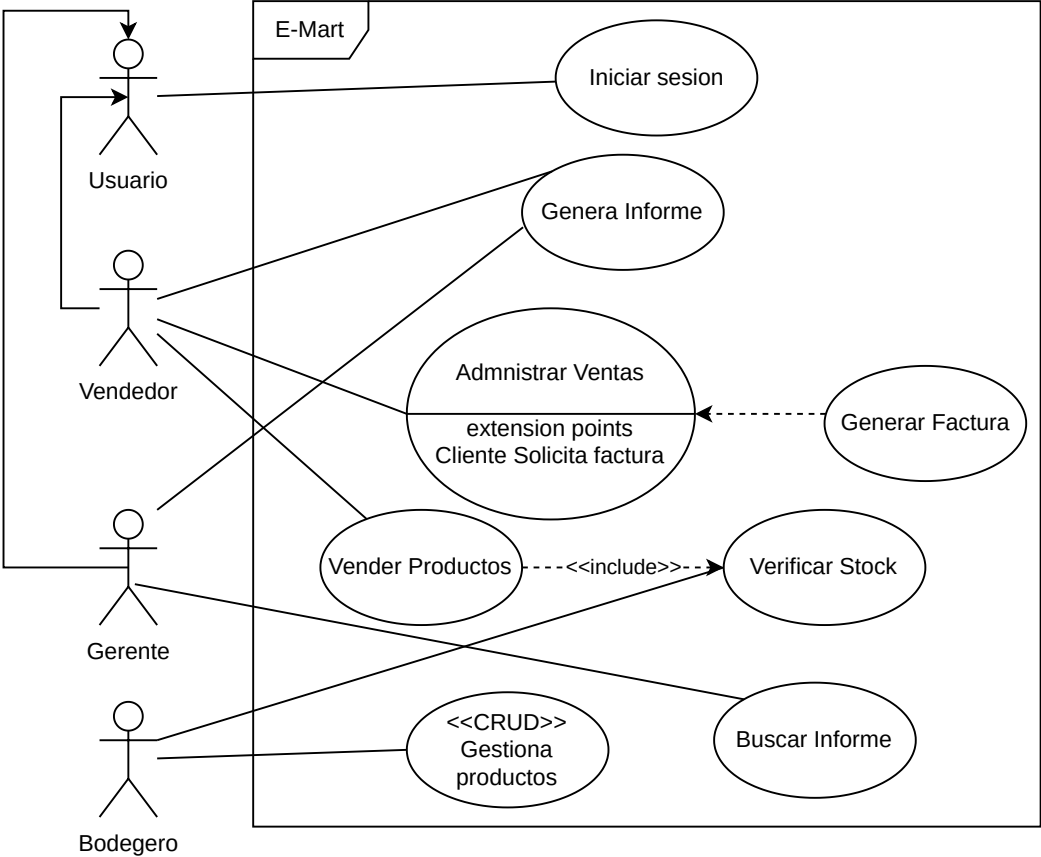 E-Mart
Iniciar sesion
Usuario
Genera Informe
Vendedor
Admnistrar Ventas
extension points
Cliente Solicita factura
Generar Factura
Vender Productos
<<include>>
Verificar Stock
Gerente
Buscar Informe
<<CRUD>>
Gestiona
productos
Bodegero